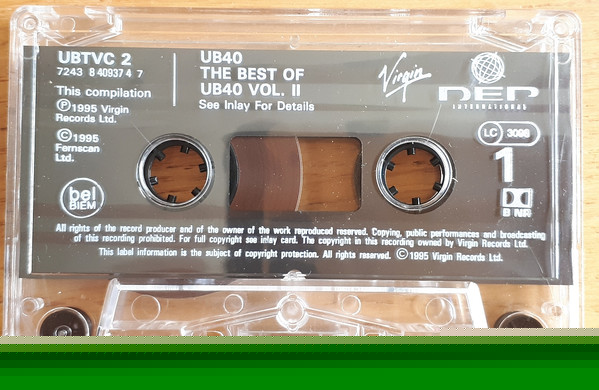 UBTVC 2
7243 8 40937 4 7
This compilation
Ⓟ1995 Virgin
Records Ltd.
©1995
Fernscan
Ltd.
bel
BIEM
UB40
THE BEST OF
UB40 VOL. II
See Inlay For Details
Virgin
DEP
INTERNATIONAL
LC 3098
1
B NR
All rights of the record producer and of the owner of the work reproduced reserved. Copying, public performances and broadcasting
of this recording prohibited. For full copyright see inlay card. The copyright in this recording owned by Virgin Records Ltd.
This label information is the subject of copyright protection. All rights reserved. ©1995 Virgin Records Ltd.